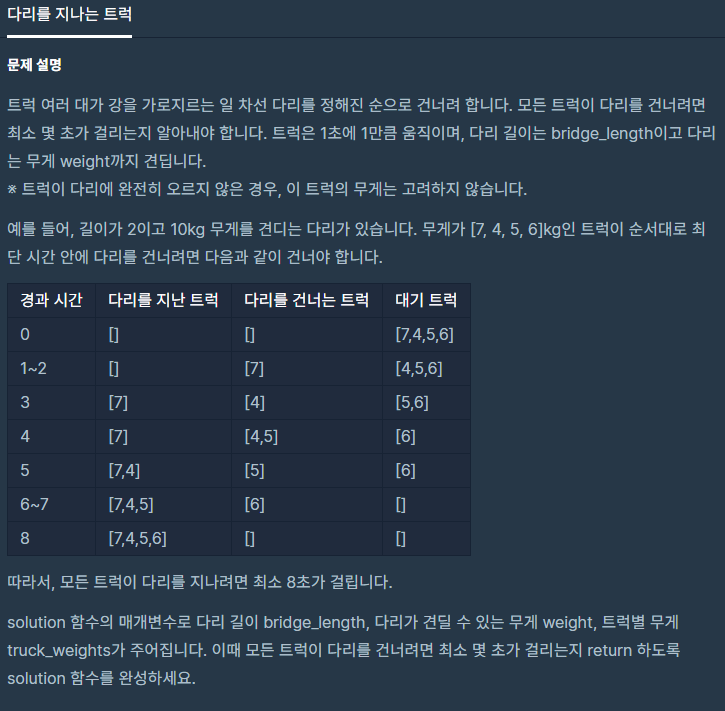 다리를 지나는 트럭
문제 설명
트럭 여러 대가 강을 가로지르는 일 차선 다리를 정해진 순으로 건너려 합니다. 모든 트럭이 다리를 건너려면
최소 몇 초가 걸리는지 알아내야 합니다. 트럭은 1초에 1만큼 움직이며, 다리 길이는 bridge_length이고 다리
는 무게 weight까지 견딥니다.
※ 트럭이 다리에 완전히 오르지 않은 경우, 이 트럭의 무게는 고려하지 않습니다.
예를 들어, 길이가 2이고 10kg 무게를 견디는 다리가 있습니다. 무게가 [7, 4, 5, 6]kg인 트럭이 순서대로 최
단 시간 안에 다리를 건너려면 다음과 같이 건너야 합니다.
경과 시간 다리를 지난 트럭 다리를 건너는 트럭 대기 트럭
0 [] [] [7,4,5,6]
1~2 [] [7] [4,5,6]
3 [7] [4] [5,6]
4 [7] [4,5] [6]
5 [7,4] [5] [6]
6~7 [7,4,5] [6] []
8 [7,4,5,6] [] []
따라서, 모든 트럭이 다리를 지나려면 최소 8초가 걸립니다.
solution 함수의 매개변수로 다리 길이 bridge_length, 다리가 견딜 수 있는 무게 weight, 트럭별 무게
truck_weights가 주어집니다. 이때 모든 트럭이 다리를 건너려면 최소 몇 초가 걸리는지 return 하도록
solution 함수를 완성하세요.